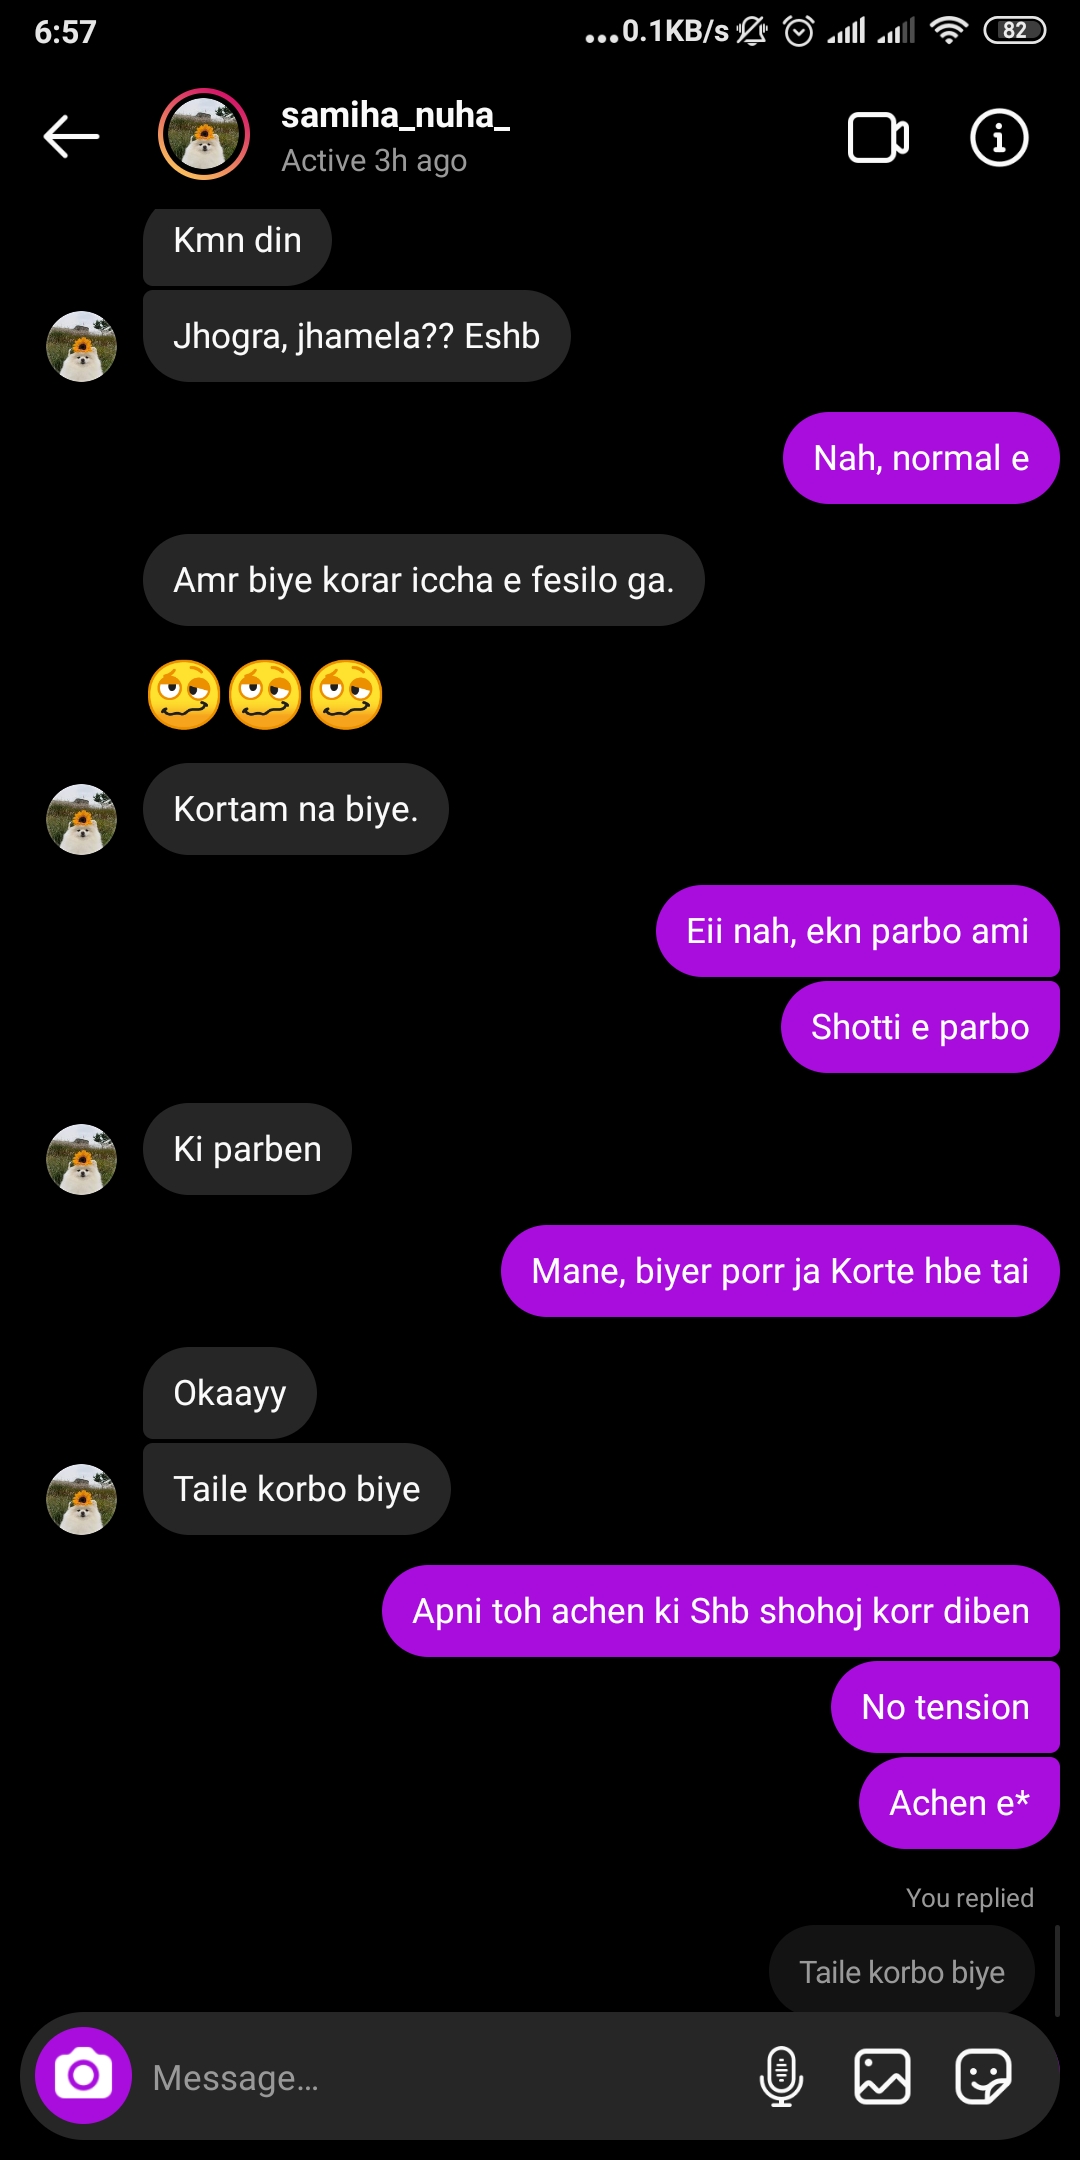 6:57
...0.1KB/s
82
samiha_nuha_
Active 3h ago
Kmn din
Jhogra, jhamela?? Eshb
Nah, normal e
Amr biye korar iccha e fesilo ga.
Kortam na biye.
Eii nah, ekn parbo ami
Shotti e parbo
Ki parben
Mane, biyer porr ja Korte hbe tai
Okaayy
Taile korbo biye
Apni toh achen ki Shb shohoj korr diben
No tension
Achen e*
You replied
Taile korbo biye
Message...